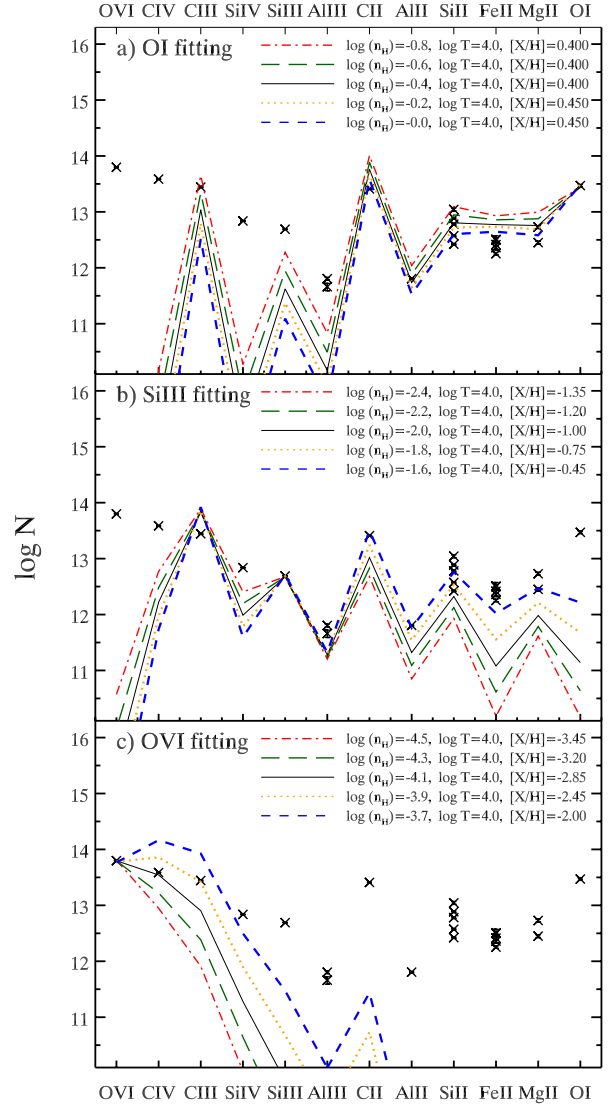 OVI CIV CIII SiIV SiIII AlIII CII AlII SiII FeII MgII OI
16
a) OI fitting
log (nH)=-0.8, log T=4.0, [X/H]=0.400
log (nH)=-0.6, log T=4.0, [X/H]=0.400
log (nH)=-0.4, log T=4.0, [X/H]=0.400
log (nH)=-0.2, log T=4.0, [X/H]=0.450
log (nH)=-0.0, log T=4.0, [X/H]=0.450
15
14
13
12
11
16
b) SiIII fitting
log (nH)=-2.4, log T=4.0, [X/H]=-1.35
log (nH)=-2.2, log T=4.0, [X/H]=-1.20
log (nH)=-2.0, log T=4.0, [X/H]=-1.00
log (nH)=-1.8, log T=4.0, [X/H]=-0.75
log (nH)=-1.6, log T=4.0, [X/H]=-0.45
15
14
13
12
11
log N
16
c) OVI fitting
log (nH)=-4.5, log T=4.0, [X/H]=-3.45
log (nH)=-4.3, log T=4.0, [X/H]=-3.20
log (nH)=-4.1, log T=4.0, [X/H]=-2.85
log (nH)=-3.9, log T=4.0, [X/H]=-2.45
log (nH)=-3.7, log T=4.0, [X/H]=-2.00
15
14
13
12
11
OVI CIV CIII SiIV SiIII AlIII CII AlII SiII FeII MgII OI